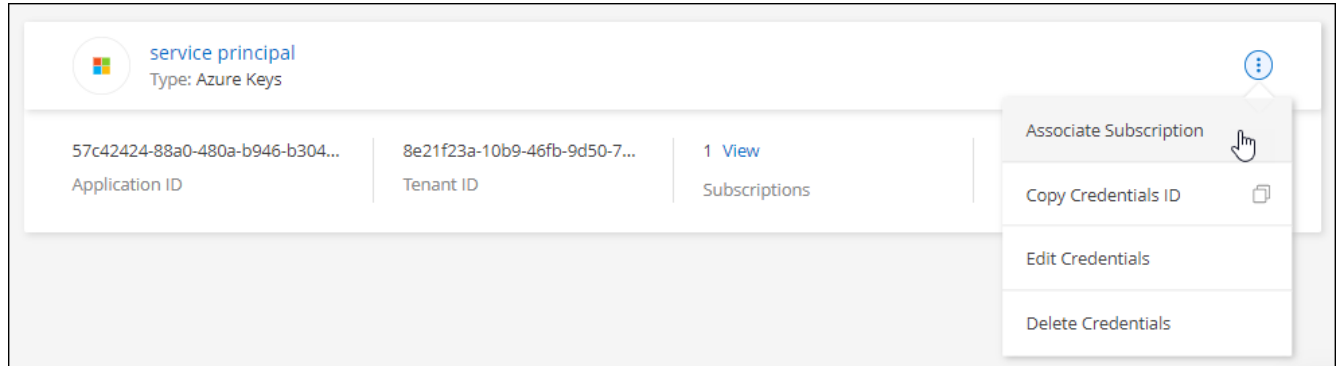 service principal
Type: Azure Keys
57c42424-88a0-480a-b946-b304...
Application ID
8e21f23a-10b9-46fb-9d50-7...
Tenant ID
1 View
Subscriptions
Associate Subscription
Copy Credentials ID
Edit Credentials
Delete Credentials